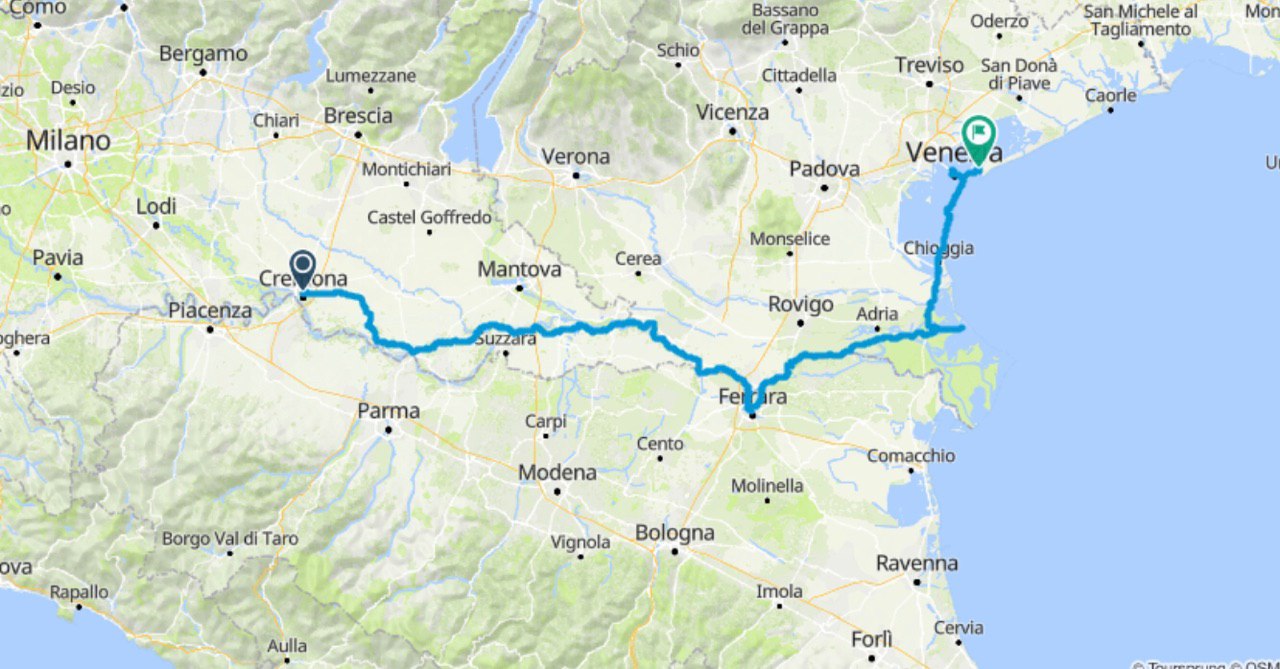 Como
Bassano
del Grappa
Oderzo
San Michele al
Tagliamento
Bergamo
Schio
Treviso
San Donà
di Piave
zio
Desio
Lumezzane
Cittadella
Caorle
Chiari
Brescia
Vicenza
Milano
Verona
Padova
Montichiari
Lodi
Castel Goffredo
Monselice
Chioggia
Pavia
Cerea
Mantova
Piacenza
Rovigo
Adria
oghera
Suzzara
Parma
Carpi
Cento
Comacchio
Modena
Molinella
Borgo Val di Taro
Vignola
Bologna
ova
Ravenna
Rapallo
Imola
Cervia
Aulla
Forlì
© Toursprung © OSM